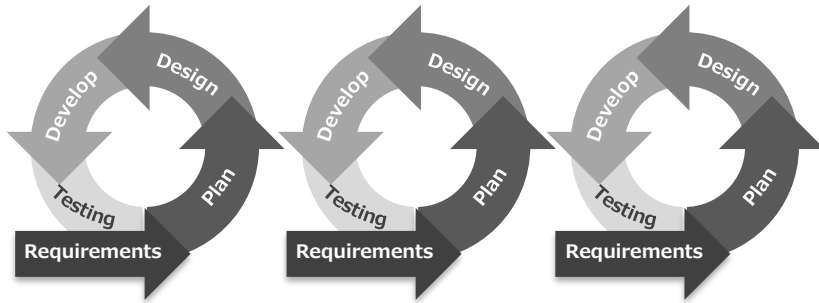 Requirements
Plan
Design
Develop
Testing
Requirements
Plan
Design
Develop
Testing
Requirements
Plan
Design
Develop
Testing